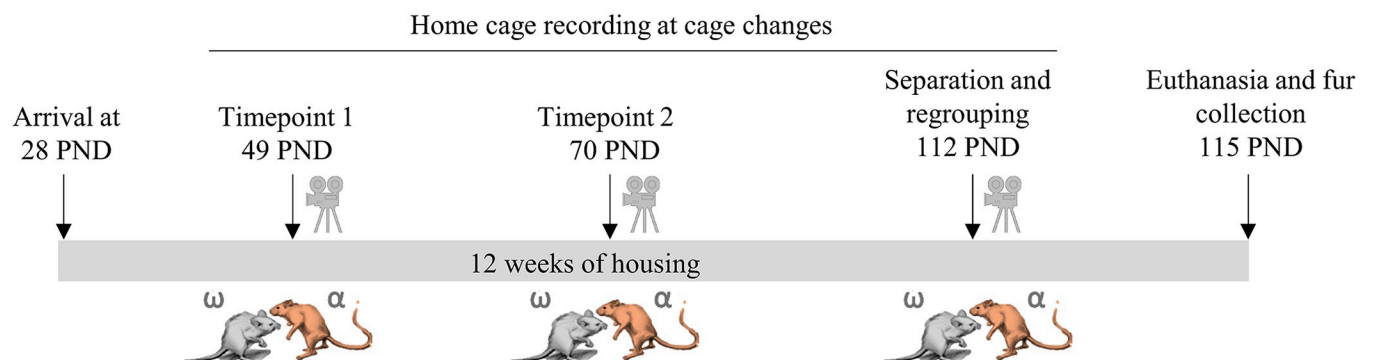 Home cage recording at cage changes
Arrival at
28 PND
Timepoint 1
49 PND
Timepoint 2
70 PND
Separation and
regrouping
112 PND
Euthanasia and fur
collection
115 PND
12 weeks of housing
ω α
ω α
ω α